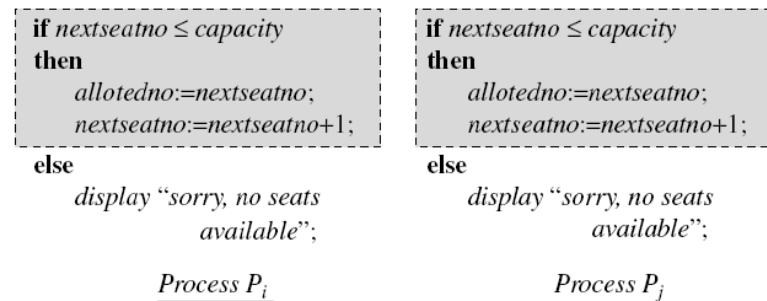 if nextseatno ≤ capacity
then
allotedno:=nextseatno;
nextseatno:=nextseatno+1;
else
display “sorry, no seats
available”;
Process Pi
if nextseatno ≤ capacity
then
allotedno:=nextseatno;
nextseatno:=nextseatno+1;
else
display “sorry, no seats
available”;
Process Pj